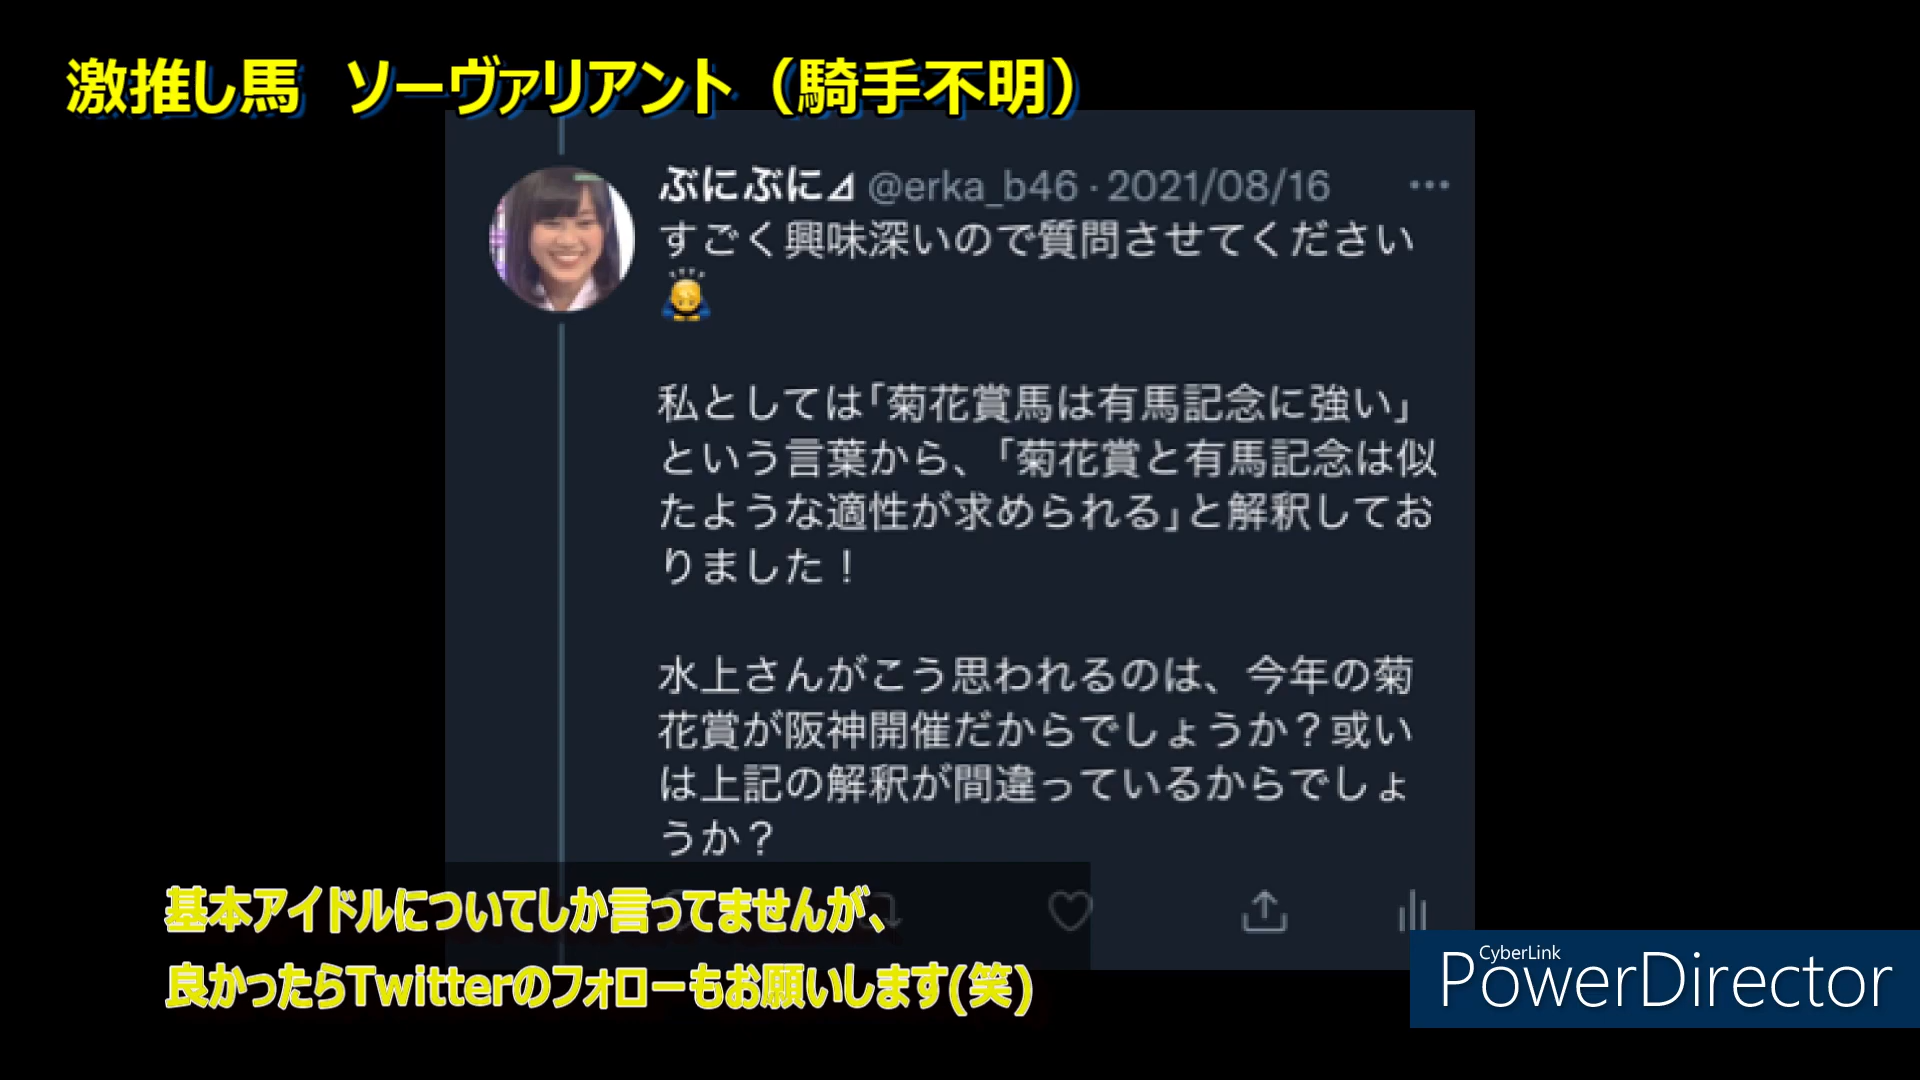 激推し馬　ソーヴァリアント（騎手不明）
ぶにぶに⊿ @erka_b46 · 2021/08/16
すごく興味深いので質問させてください
🙇
私としては「菊花賞馬は有馬記念に強い」
という言葉から、「菊花賞と有馬記念は似
たような適性が求められる」と解釈してお
りました！
水上さんがこう思われるのは、今年の菊
花賞が阪神開催だからでしょうか？或い
は上記の解釈が間違っているからでしょ
うか？
基本アイドルについてしか言ってませんが、
良かったらTwitterのフォローもお願いします(笑)
CyberLink
PowerDirector